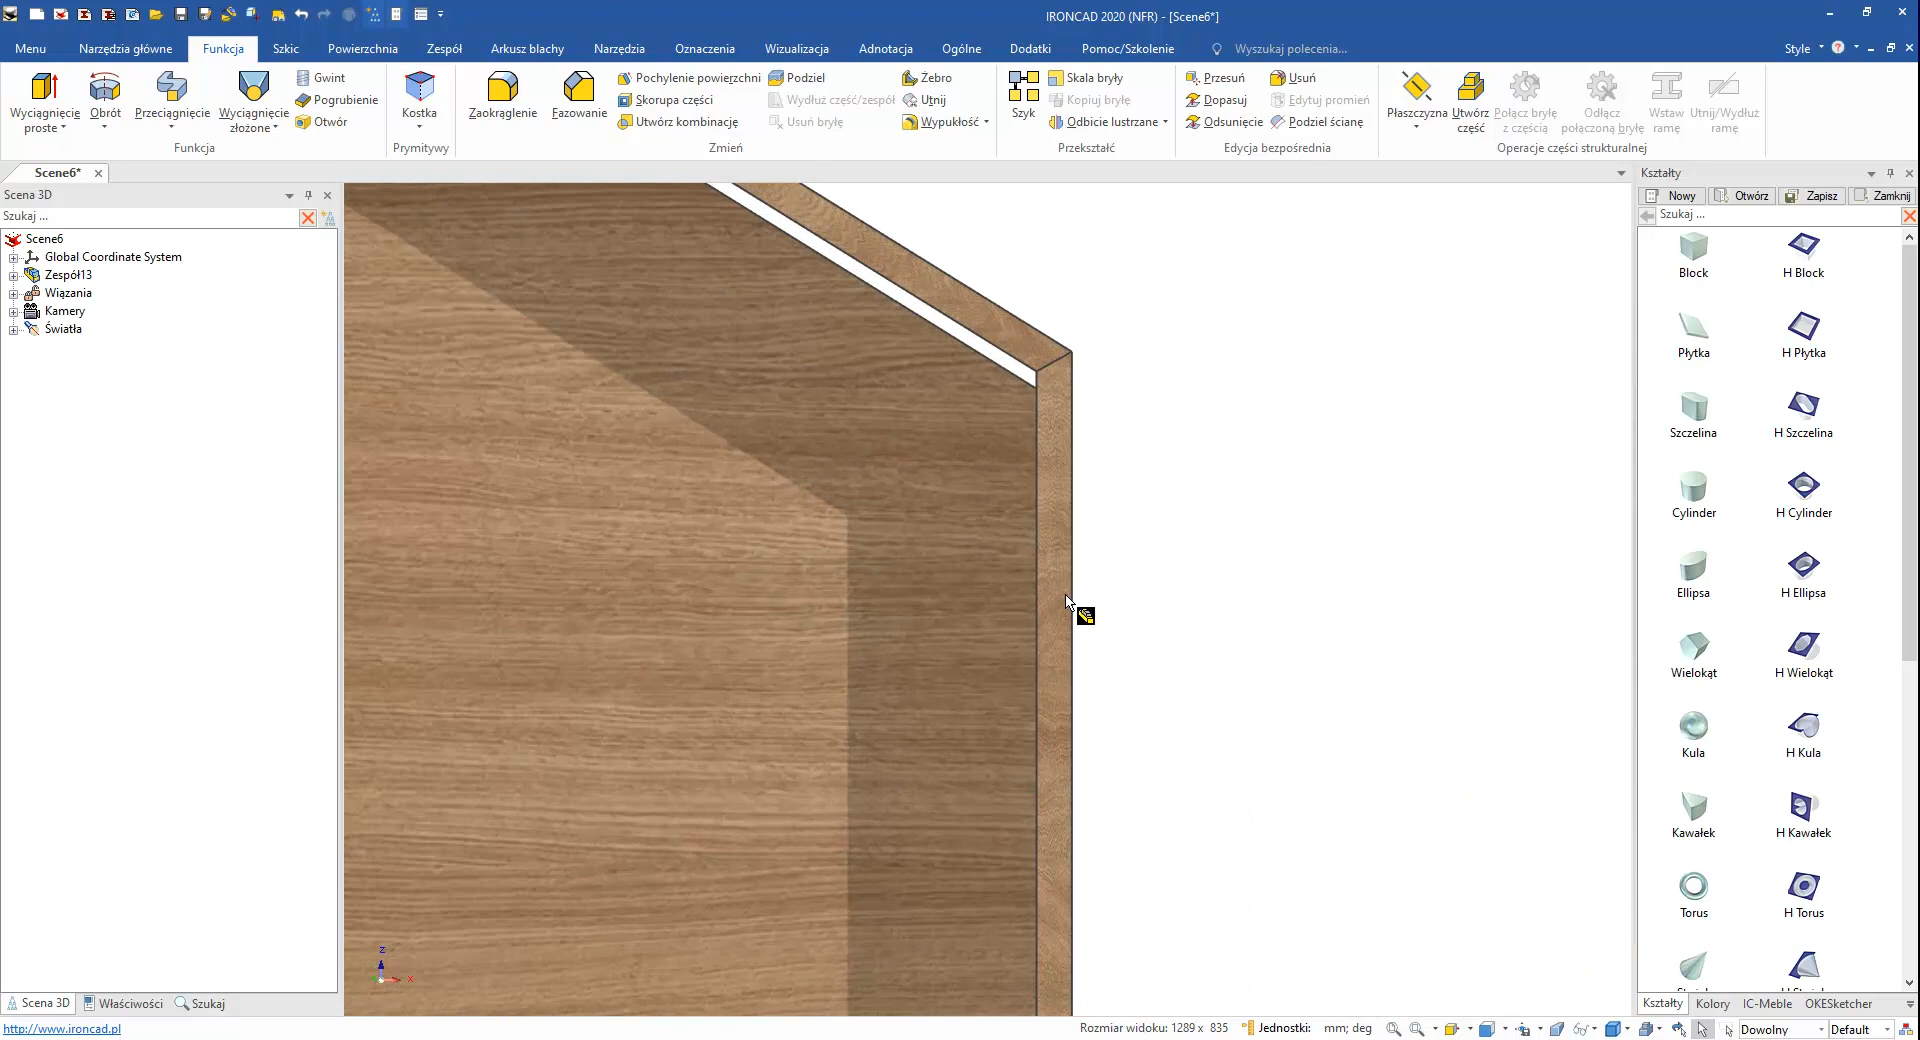 IRONCAD 2020 (NFR) - [Scene6*]
Menu Narzędzia główne Funkcja Szkic Powierzchnia Zespół Arkusz blachy Narzędzia Oznaczenia Wizualizacja Adnotacja Ogólne Dodatki Pomoc/Szkolenie Wyszukaj polecenia... Style
Wyciągnięcie proste
Obrót
Przeciągnięcie
Wyciągnięcie złożone
Gwint
Pogrubienie
Otwór
Funkcja
Kostka
Prymitywy
Zaokrąglenie
Fazowanie
Pochylenie powierzchni
Skorupa części
Utwórz kombinację
Podziel
Wydłuż część/zespół
Usuń bryłę
Żebro
Utnij
Wypukłość
Zmień
Szyk
Skala bryły
Kopiuj bryłę
Odbicie lustrzane
Przekształć
Przesuń
Dopasuj
Odsunięcie
Usuń
Edytuj promień
Podziel ścianę
Edycja bezpośrednia
Płaszczyzna
Utwórz część
Połącz bryłę z częścią
Odłącz połączoną bryłę
Wstaw ramę
Utnij/Wydłuż ramę
Operacje części strukturalnej
Scene6*
Scena 3D
Szukaj ...
Scene6
Global Coordinate System
Zespół13
Wiązania
Kamery
Światła
z
x
Kształty
Nowy Otwórz Zapisz Zamknij
Szukaj ...
Block H Block
Płytka H Płytka
Szczelina H Szczelina
Cylinder H Cylinder
Ellipsa H Ellipsa
Wielokąt H Wielokąt
Kula H Kula
Kawałek H Kawałek
Torus H Torus
Scena 3D Właściwości Szukaj
Kształty Kolory IC-Meble OKESketcher
http://www.ironcad.pl
Rozmiar widoku: 1289 x 835 Jednostki: mm; deg Dowolny Default